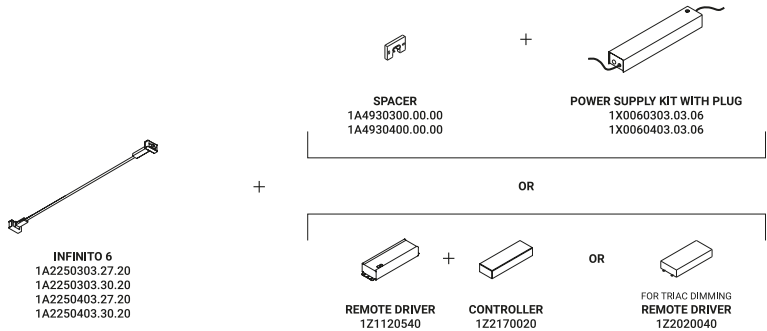 +
SPACER
1A4930300.00.00
1A4930400.00.00
POWER SUPPLY KIT WITH PLUG
1X0060303.03.06
1X0060403.03.06
+
OR
INFINITO 6
1A2250303.27.20
1A2250303.30.20
1A2250403.27.20
1A2250403.30.20
+
OR
REMOTE DRIVER
1Z1120540
CONTROLLER
1Z2170020
FOR TRIAC DIMMING
REMOTE DRIVER
1Z2020040